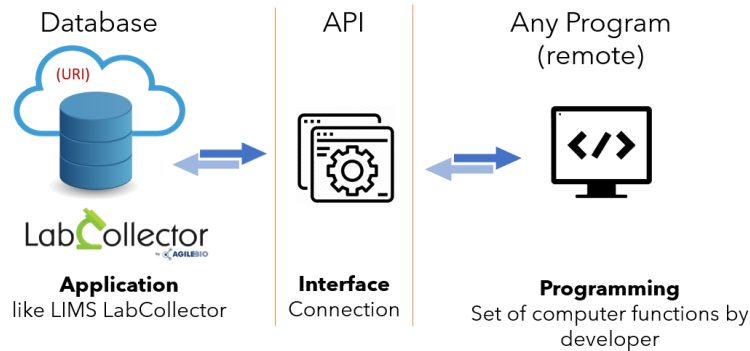 Database
(URI)
LabCollector
by AGILEBIO
Application
like LIMS LabCollector
API
Interface
Connection
Any Program
(remote)
</>
Programming
Set of computer functions by
developer